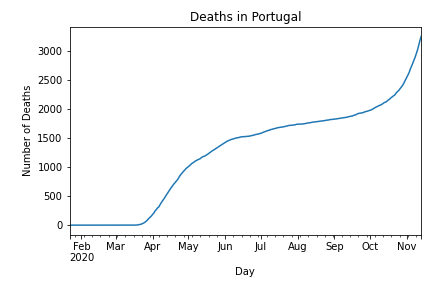 Deaths in Portugal
Number of Deaths
3000
2500
2000
1500
1000
500
0
Feb Mar Apr May Jun Jul Aug Sep Oct Nov
2020
Day